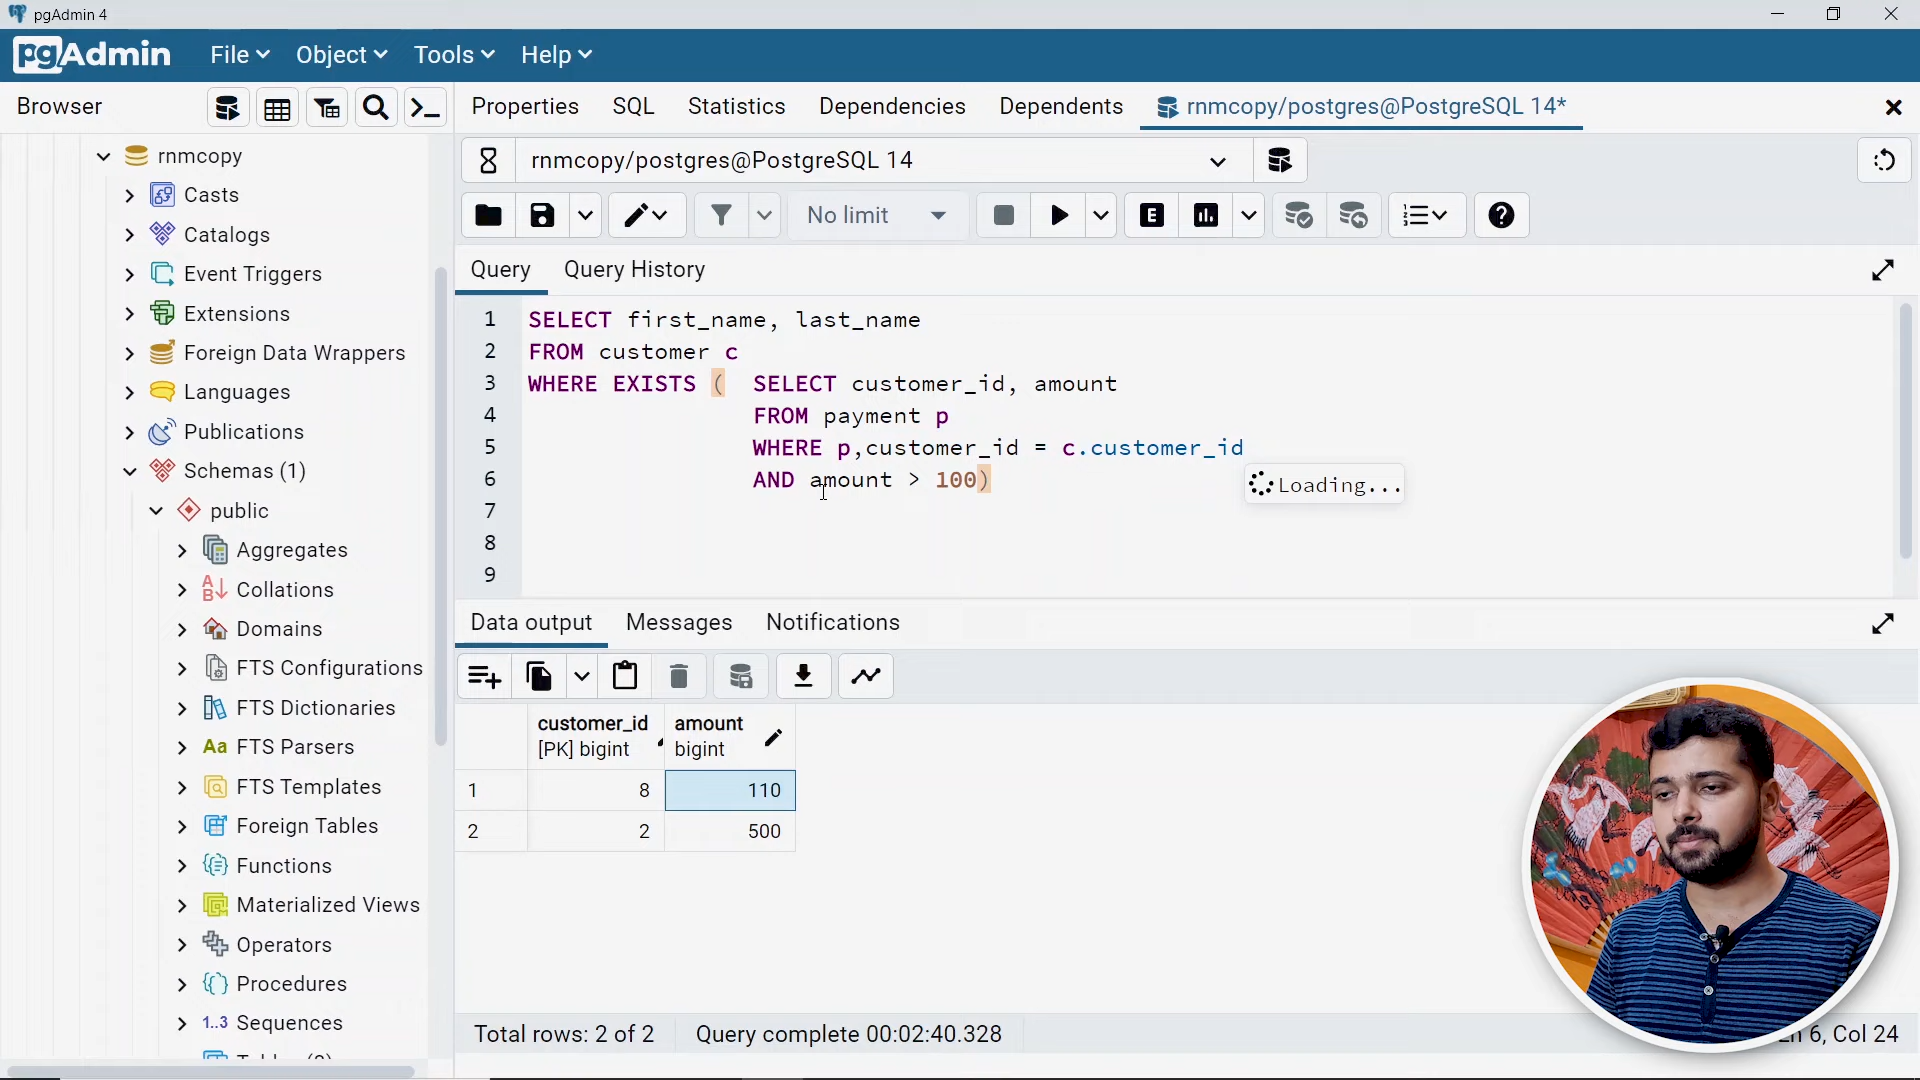 pgAdmin 4
pgAdmin File Object Tools Help
Browser
Properties SQL Statistics Dependencies Dependents rnmcopy/postgres@PostgreSQL 14*
rnmcopy
Casts
Catalogs
Event Triggers
Extensions
Foreign Data Wrappers
Languages
Publications
Schemas (1)
public
Aggregates
Collations
Domains
FTS Configurations
FTS Dictionaries
Aa FTS Parsers
FTS Templates
Foreign Tables
Functions
Materialized Views
Operators
Procedures
1..3 Sequences
rnmcopy/postgres@PostgreSQL 14
No limit
E
Query Query History
1 SELECT first_name, last_name
2 FROM customer c
3 WHERE EXISTS ( SELECT customer_id, amount
4 FROM payment p
5 WHERE p,customer_id = c.customer_id
6 AND amount > 100)
7
8
9
Loading...
Data output Messages Notifications
customer_id amount
[PK] bigint bigint
1 8 110
2 2 500
Total rows: 2 of 2 Query complete 00:02:40.328
6, Col 24